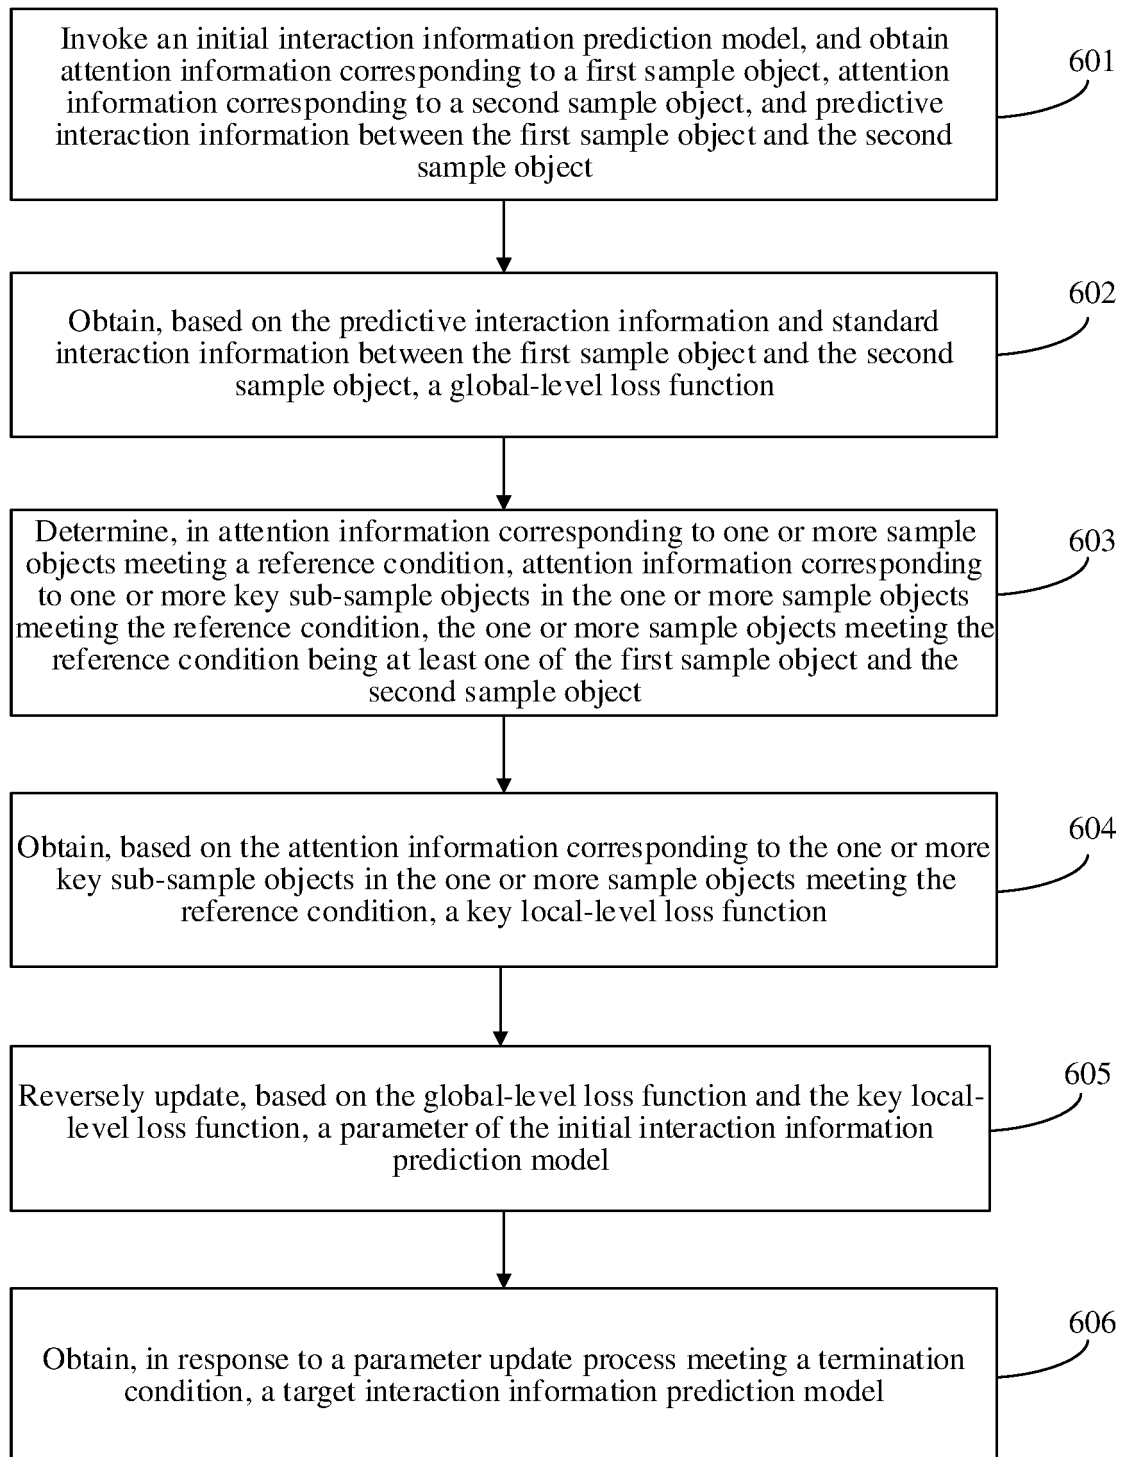 Invoke an initial interaction information prediction model, and obtain
attention information corresponding to a first sample object, attention
information corresponding to a second sample object, and predictive
interaction information between the first sample object and the second
sample object
601
Obtain, based on the predictive interaction information and standard
interaction information between the first sample object and the second
sample object, a global-level loss function
602
Determine, in attention information corresponding to one or more sample
objects meeting a reference condition, attention information corresponding
to one or more key sub-sample objects in the one or more sample objects
meeting the reference condition, the one or more sample objects meeting the
reference condition being at least one of the first sample object and the
second sample object
603
Obtain, based on the attention information corresponding to the one or more
key sub-sample objects in the one or more sample objects meeting the
reference condition, a key local-level loss function
604
Reversely update, based on the global-level loss function and the key local-
level loss function, a parameter of the initial interaction information
prediction model
605
Obtain, in response to a parameter update process meeting a termination
condition, a target interaction information prediction model
606